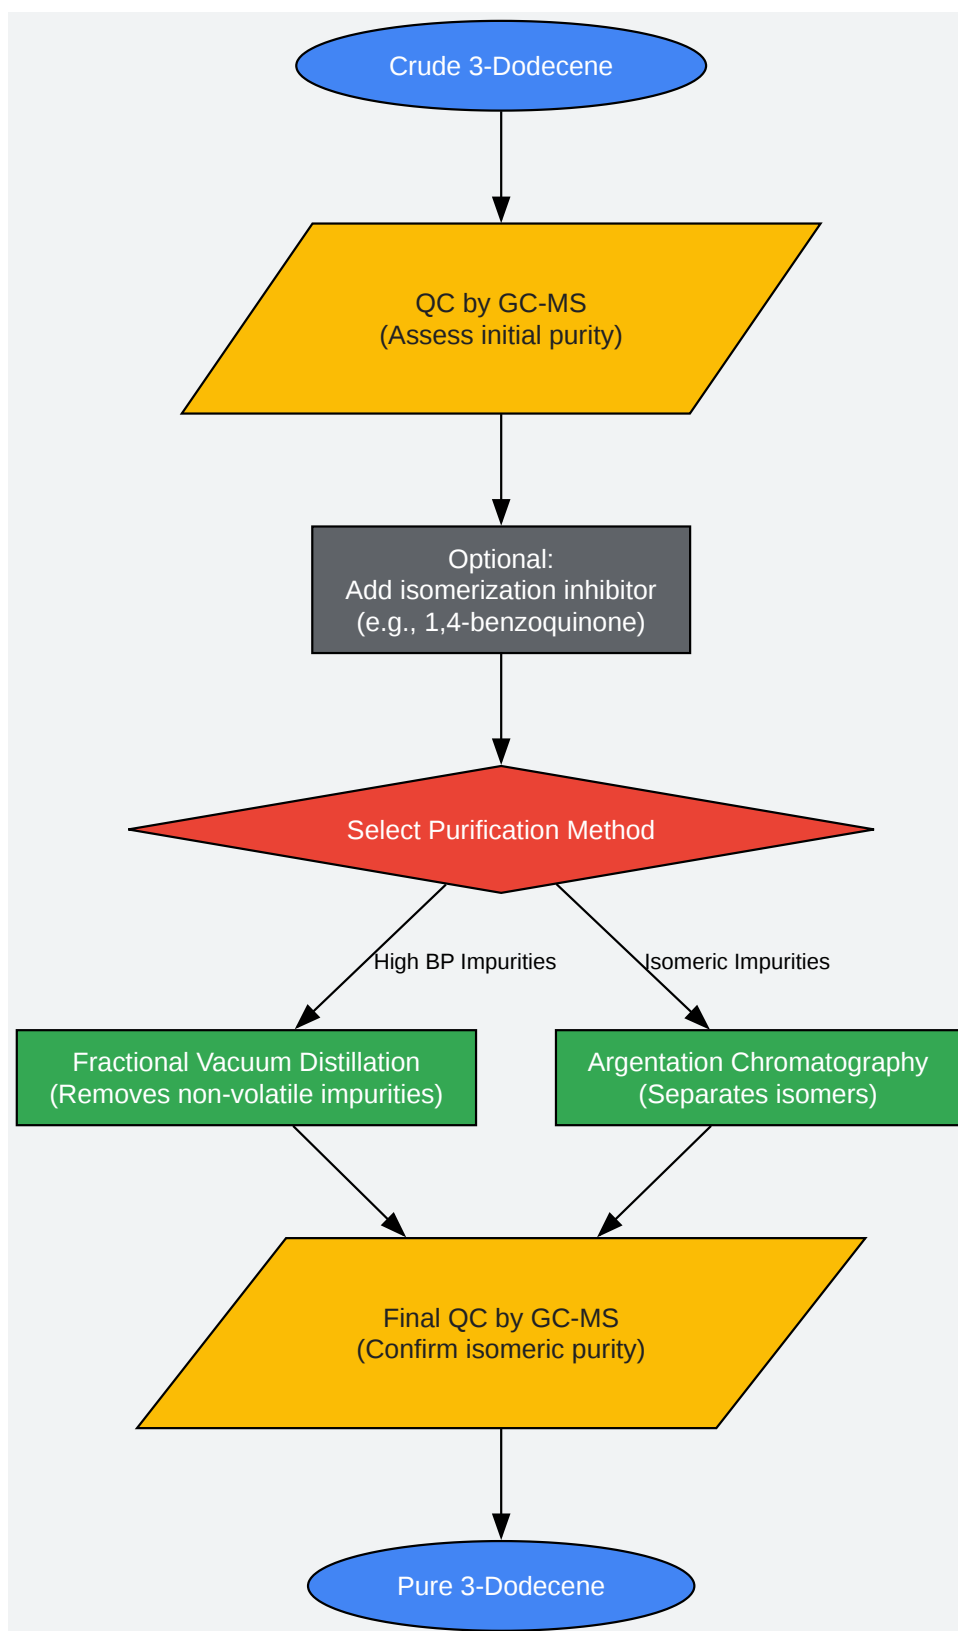 Crude 3-Dodecene
QC by GC-MS
(Assess initial purity)
Optional:
Add isomerization inhibitor
(e.g., 1,4-benzoquinone)
Select Purification Method
High BP Impurities
Isomeric Impurities
Fractional Vacuum Distillation
(Removes non-volatile impurities)
Argentation Chromatography
(Separates isomers)
Final QC by GC-MS
(Confirm isomeric purity)
Pure 3-Dodecene